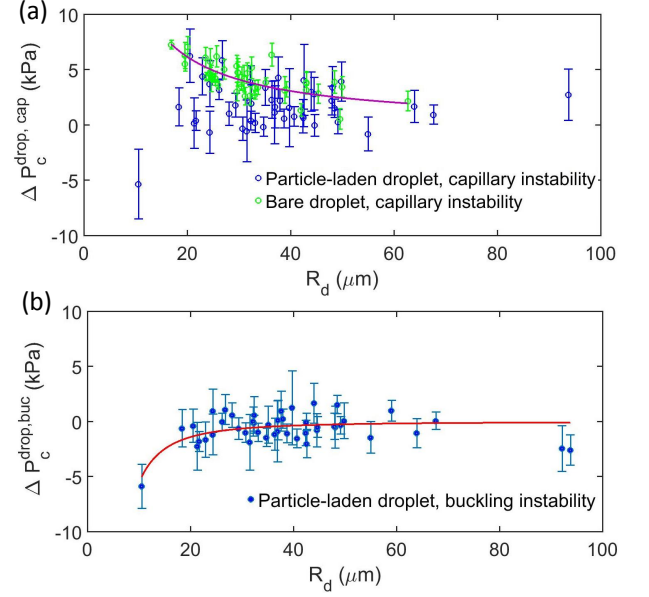 (a)
10
5
0
-5
-10
Δ P_c^{drop, cap} (kPa)
Particle-laden droplet, capillary instability
Bare droplet, capillary instability
0 20 40 60 80 100
R_d (μm)
(b)
10
5
0
-5
-10
Δ P_c^{drop,buc} (kPa)
Particle-laden droplet, buckling instability
0 20 40 60 80 100
R_d (μm)